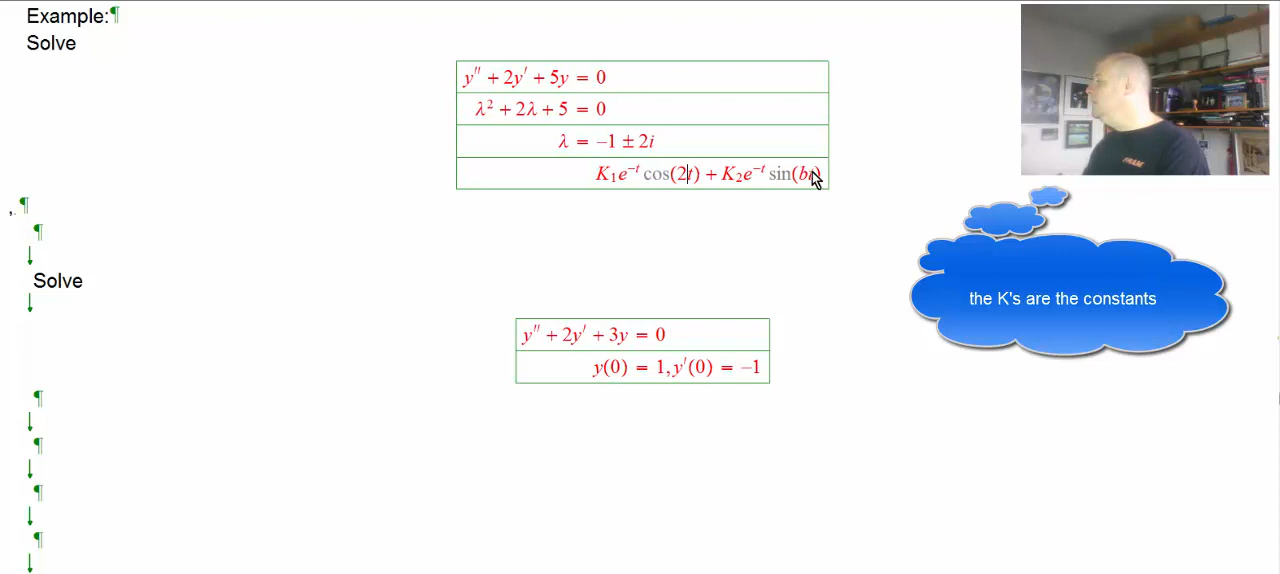 Example:¶
Solve
y″ + 2y′ + 5y = 0
λ² + 2λ + 5 = 0
λ = −1 ± 2i
K₁e⁻ᵗ cos(2t) + K₂e⁻ᵗ sin(bt)
,. ¶
¶
↓
Solve
↓
the K's are the constants
y″ + 2y′ + 3y = 0
y(0) = 1, y′(0) = −1
¶
↓
¶
↓
¶
↓
¶
↓